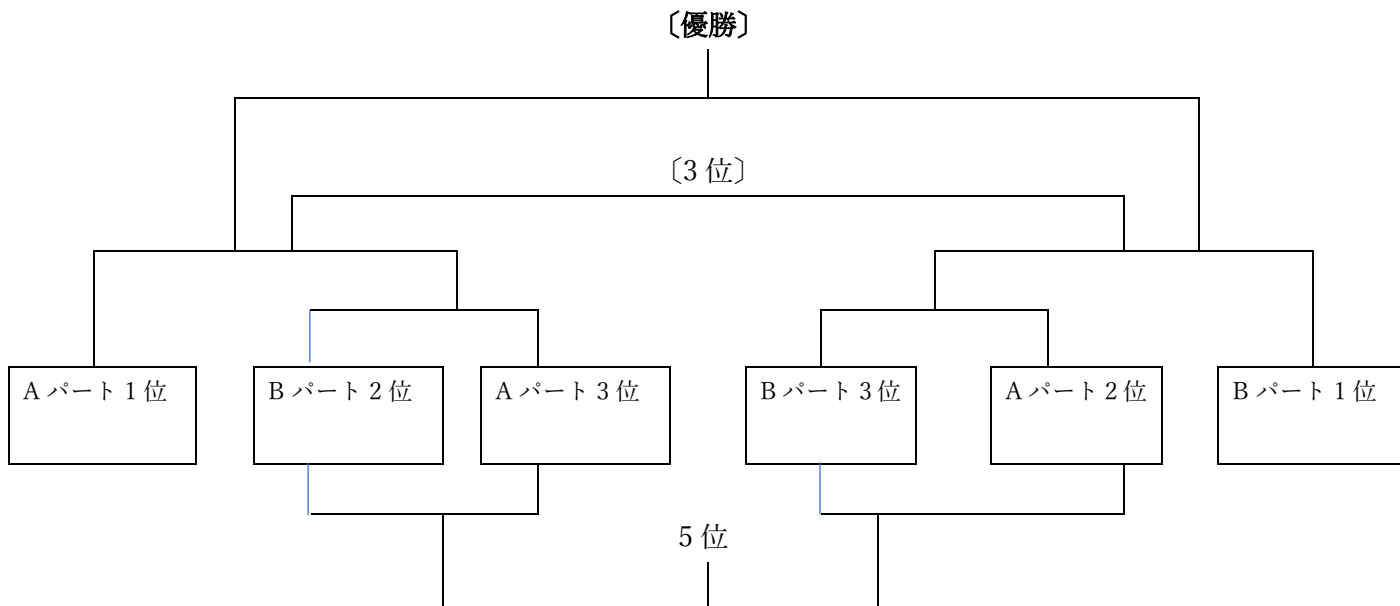 〔優勝〕
〔3 位〕
A パート 1 位
B パート 2 位
A パート 3 位
B パート 3 位
A パート 2 位
B パート 1 位
5 位